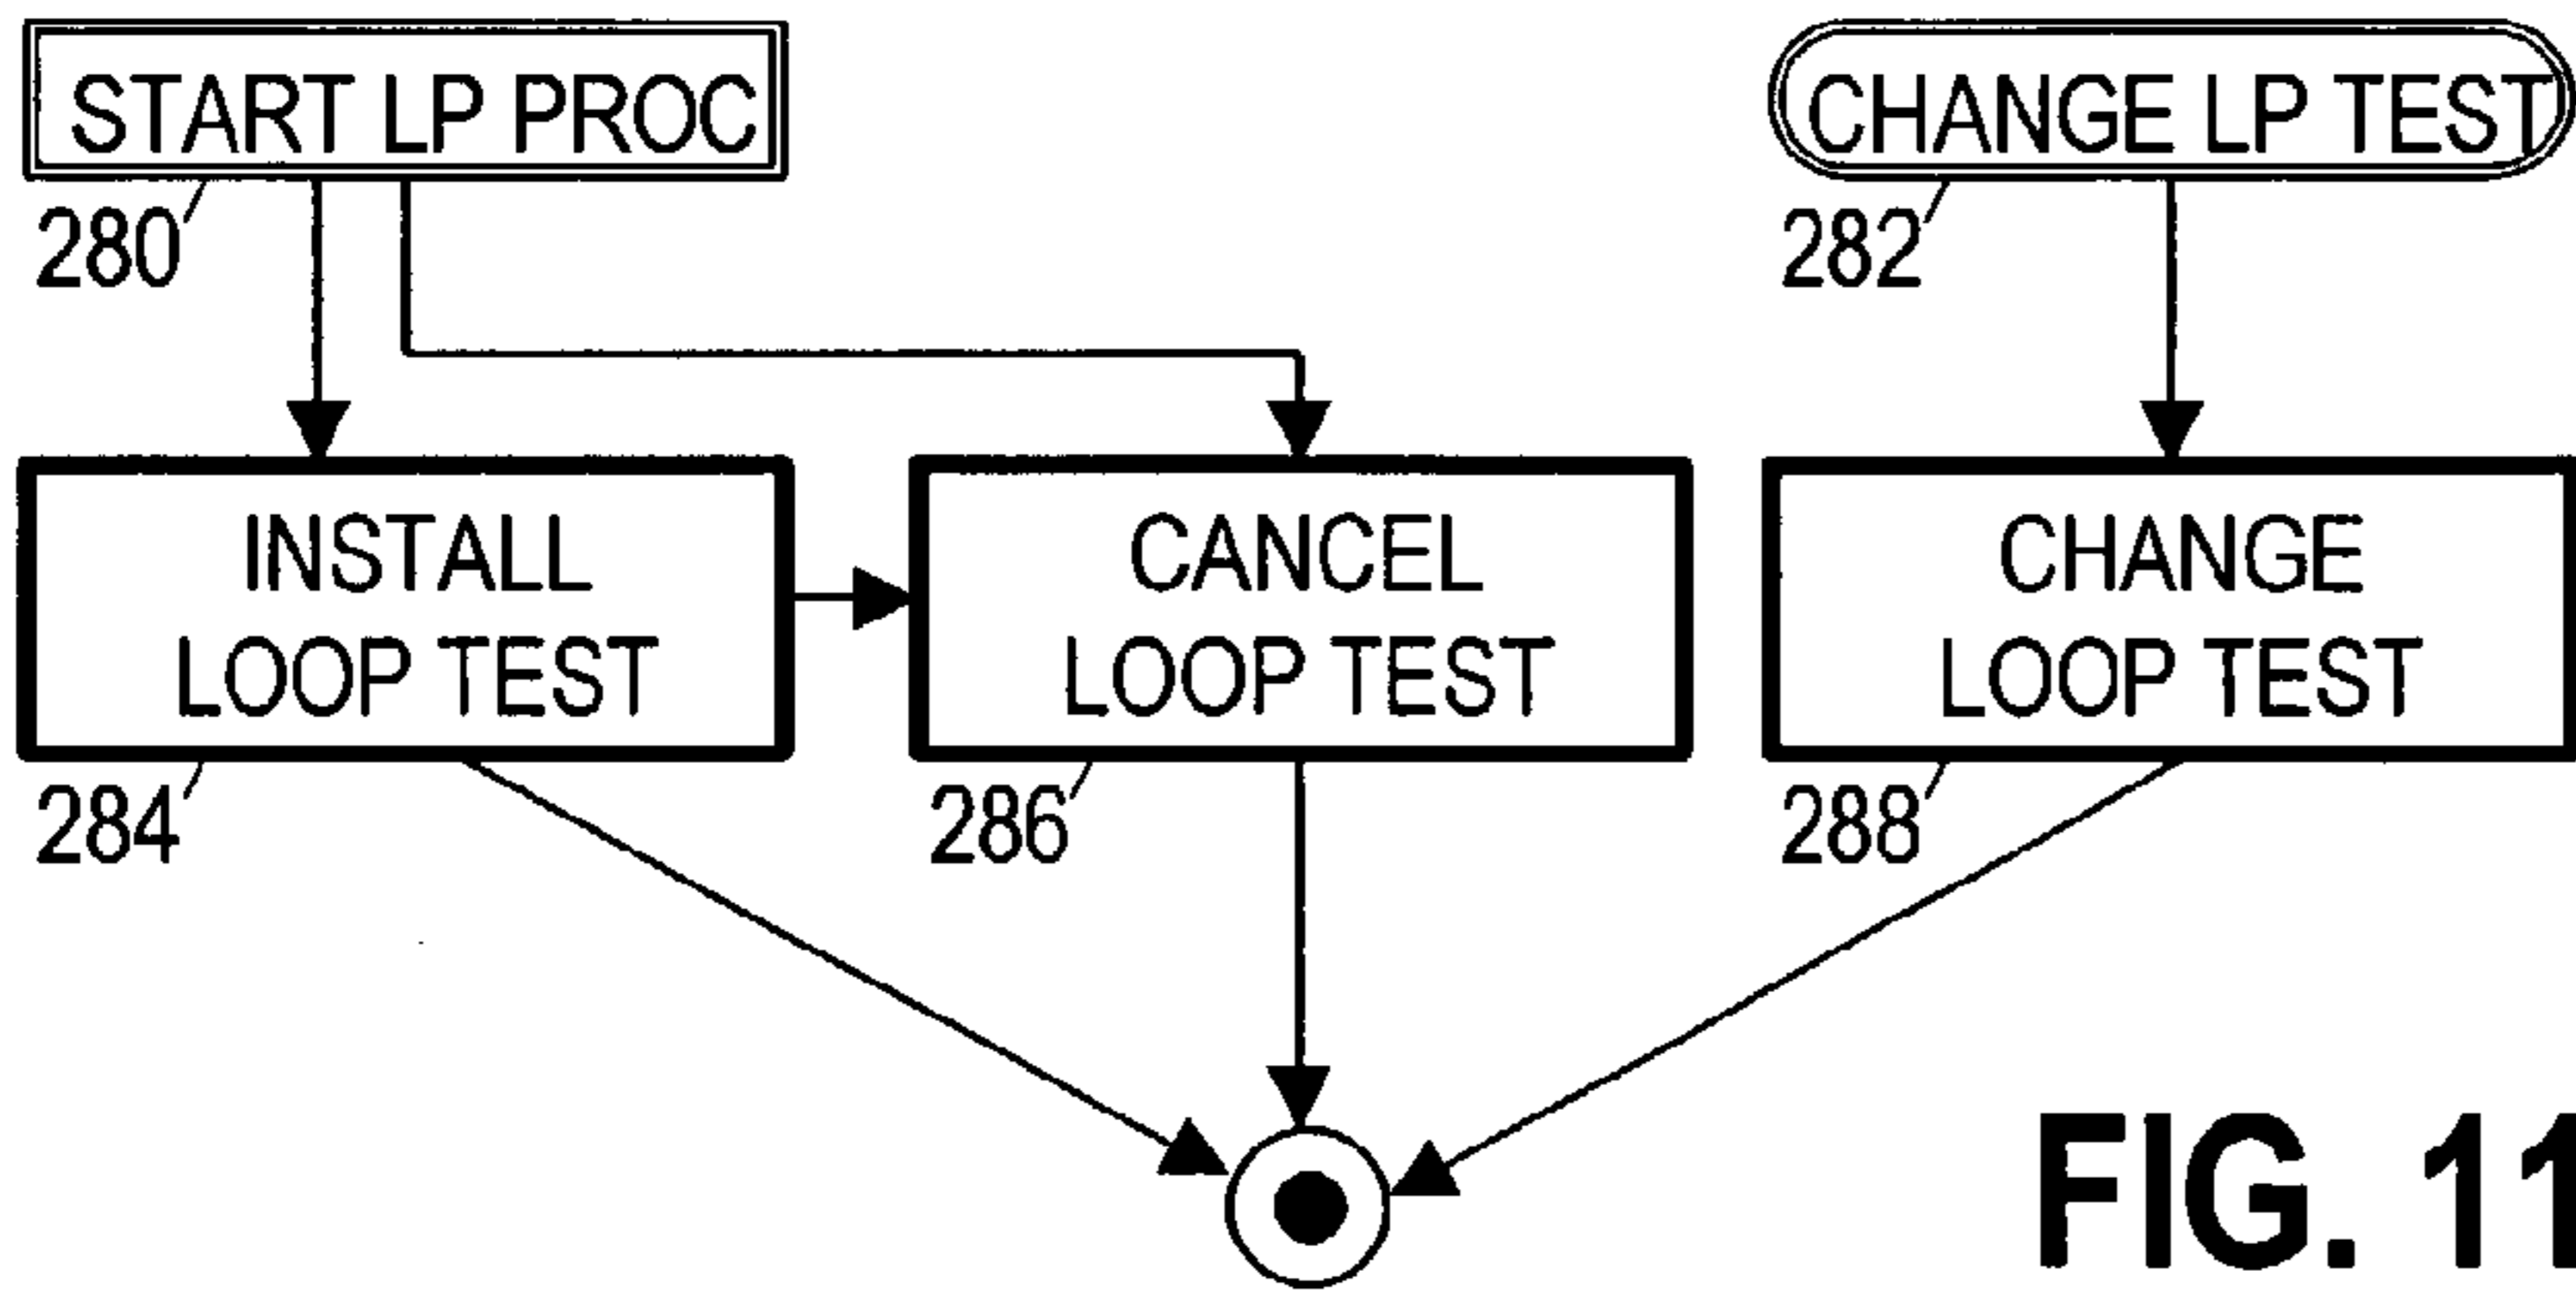 START LP PROC
CHANGE LP TEST
280
282
INSTALL
LOOP TEST
CANCEL
LOOP TEST
CHANGE
LOOP TEST
284
286
288
FIG. 11